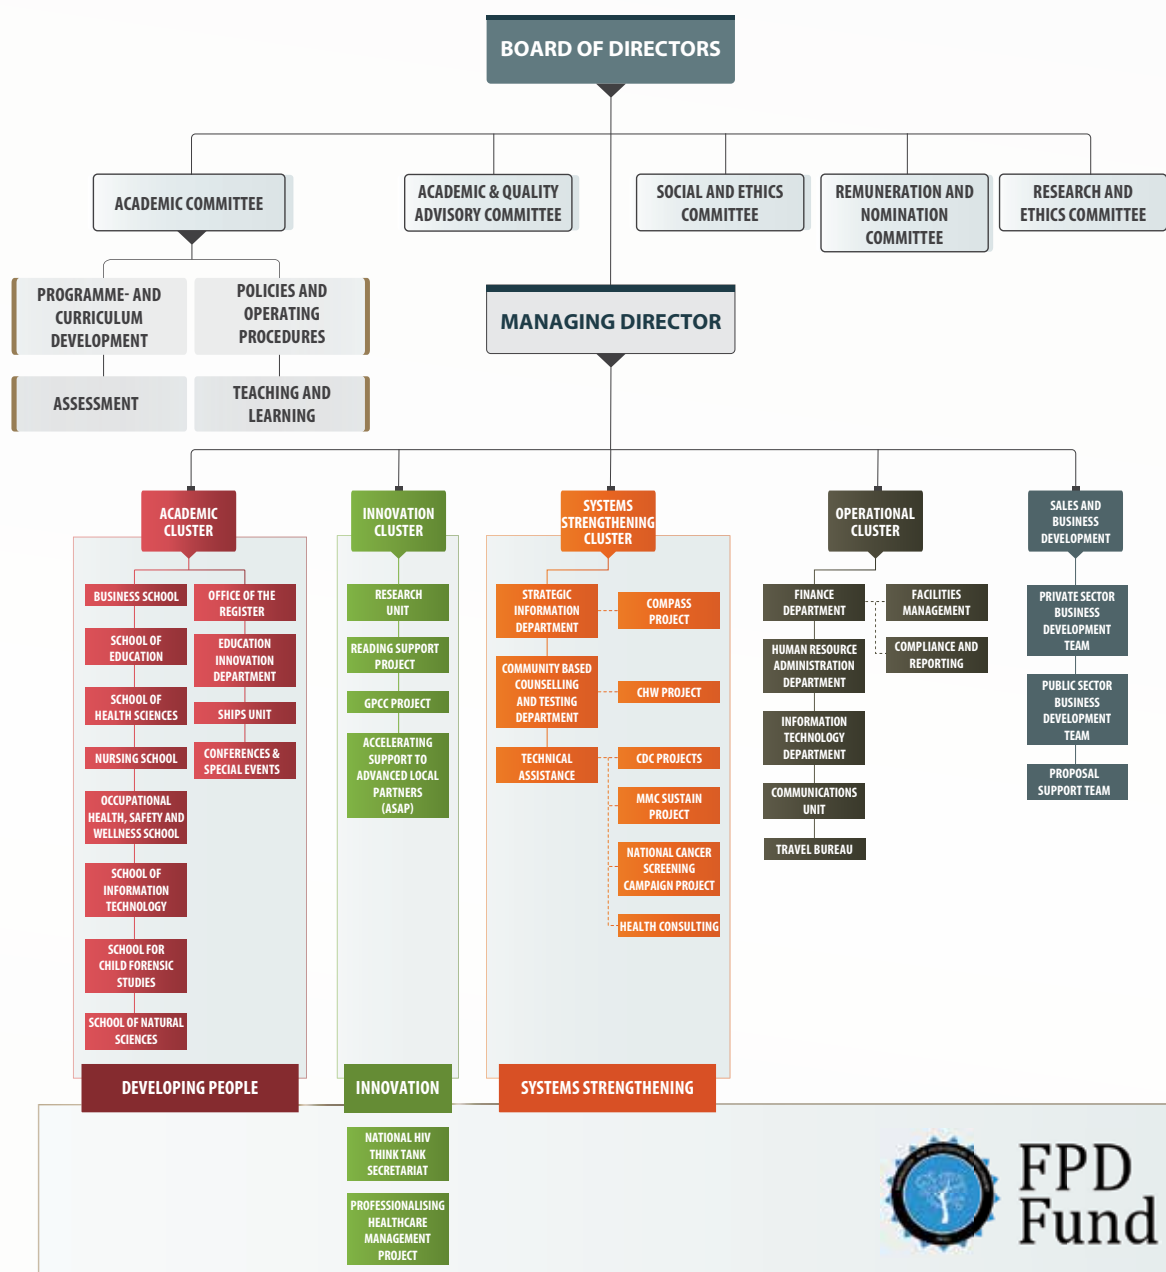 BOARD OF DIRECTORS
ACADEMIC COMMITTEE
ACADEMIC & QUALITY
ADVISORY COMMITTEE
SOCIAL AND ETHICS
COMMITTEE
REMUNERATION AND
NOMINATION
COMMITTEE
RESEARCH AND
ETHICS COMMITTEE
PROGRAMME- AND
CURRICULUM
DEVELOPMENT
POLICIES AND
OPERATING
PROCEDURES
ASSESSMENT
TEACHING AND
LEARNING
MANAGING DIRECTOR
ACADEMIC
CLUSTER
BUSINESS SCHOOL
SCHOOL OF
EDUCATION
SCHOOL OF
HEALTH SCIENCES
NURSING SCHOOL
OCCUPATIONAL
HEALTH, SAFETY AND
WELLNESS SCHOOL
SCHOOL OF
INFORMATION
TECHNOLOGY
SCHOOL FOR
CHILD FORENSIC
STUDIES
SCHOOL OF NATURAL
SCIENCES
OFFICE OF THE
REGISTER
EDUCATION
INNOVATION
DEPARTMENT
SHIPS UNIT
CONFERENCES &
SPECIAL EVENTS
DEVELOPING PEOPLE
INNOVATION
CLUSTER
RESEARCH
UNIT
READING SUPPORT
PROJECT
GPCC PROJECT
ACCELERATING
SUPPORT TO
ADVANCED LOCAL
PARTNERS
(ASAP)
INNOVATION
NATIONAL HIV
THINK TANK
SECRETARIAT
PROFESSIONALISING
HEALTHCARE
MANAGEMENT
PROJECT
SYSTEMS
STRENGTHENING
CLUSTER
STRATEGIC
INFORMATION
DEPARTMENT
COMPASS
PROJECT
COMMUNITY BASED
COUNSELLING
AND TESTING
DEPARTMENT
CHW PROJECT
TECHNICAL
ASSISTANCE
CDC PROJECTS
MMC SUSTAIN
PROJECT
NATIONAL CANCER
SCREENING
CAMPAIGN PROJECT
HEALTH CONSULTING
SYSTEMS STRENGTHENING
OPERATIONAL
CLUSTER
FINANCE
DEPARTMENT
FACILITIES
MANAGEMENT
COMPLIANCE AND
REPORTING
HUMAN RESOURCE
ADMINISTRATION
DEPARTMENT
INFORMATION
TECHNOLOGY
DEPARTMENT
COMMUNICATIONS
UNIT
TRAVEL BUREAU
SALES AND
BUSINESS
DEVELOPMENT
PRIVATE SECTOR
BUSINESS
DEVELOPMENT
TEAM
PUBLIC SECTOR
BUSINESS
DEVELOPMENT
TEAM
PROPOSAL
SUPPORT TEAM
FPD
Fund